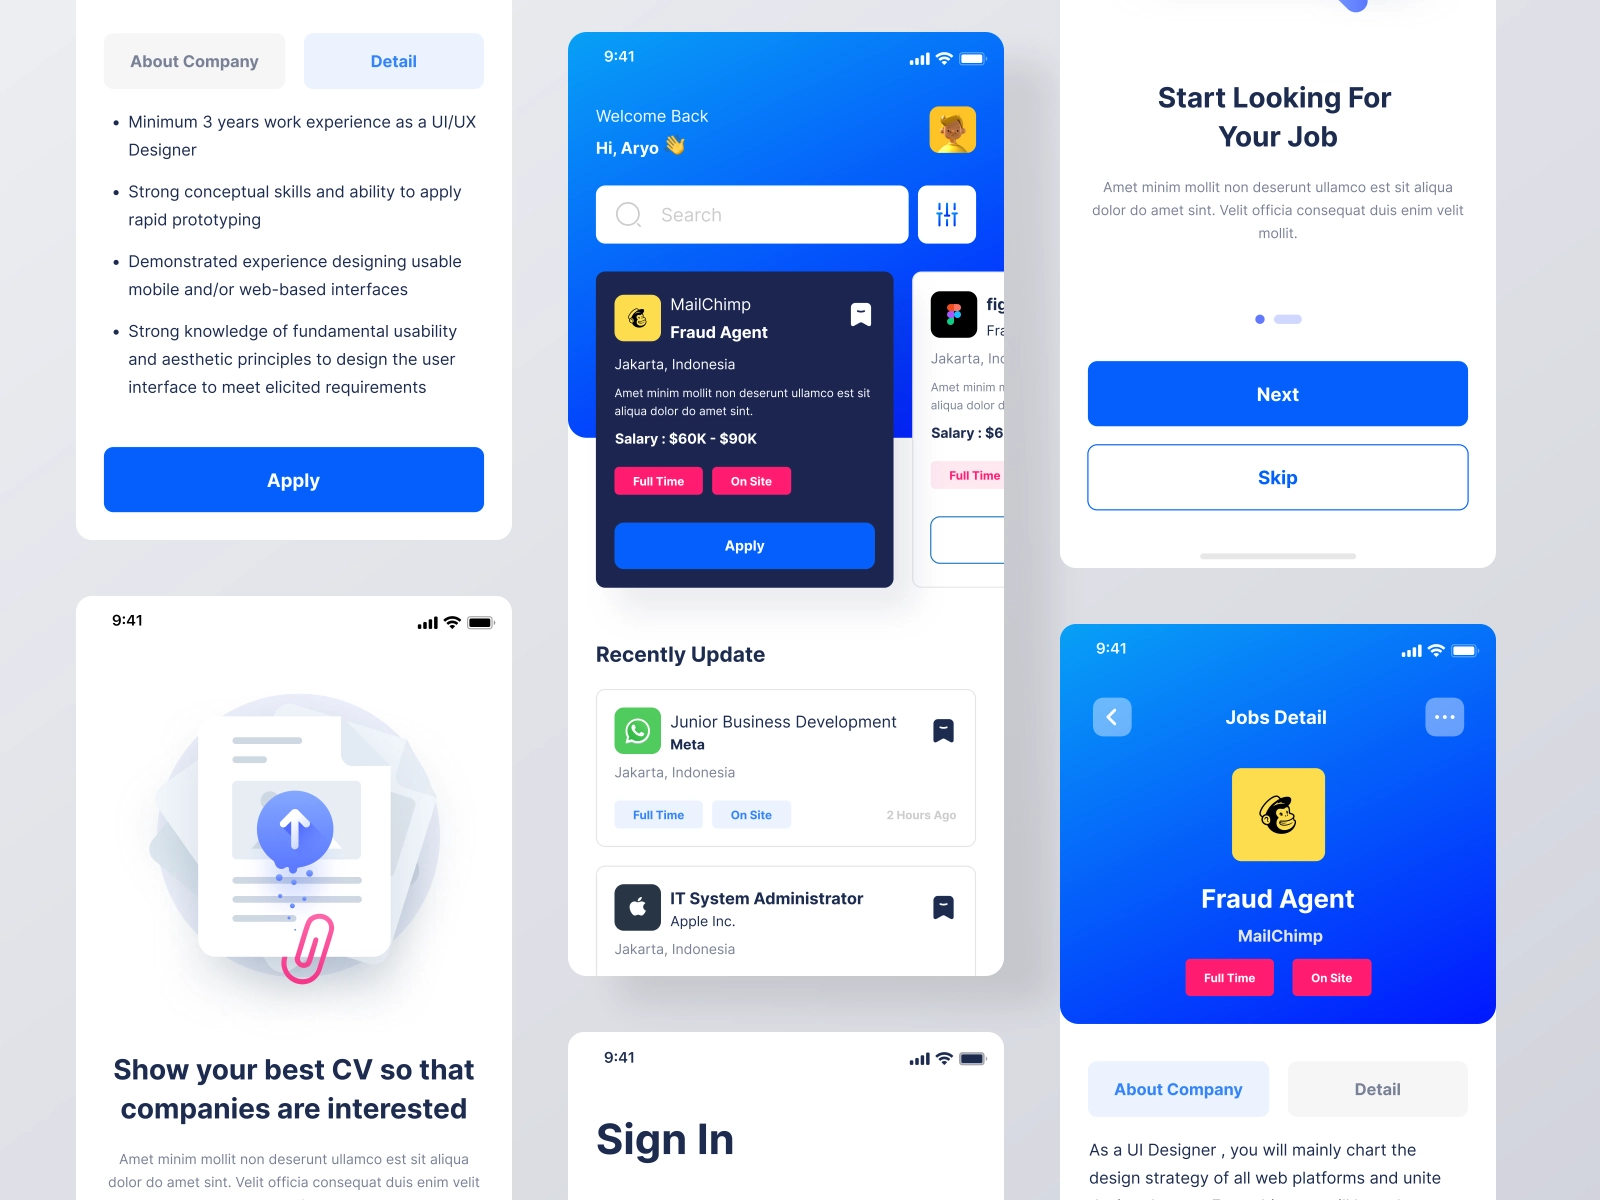 About Company
Detail
• Minimum 3 years work experience as a UI/UX
Designer
• Strong conceptual skills and ability to apply
rapid prototyping
• Demonstrated experience designing usable
mobile and/or web-based interfaces
• Strong knowledge of fundamental usability
and aesthetic principles to design the user
interface to meet elicited requirements
Apply
9:41
Show your best CV so that
companies are interested
Amet minim mollit non deserunt ullamco est sit aliqua
dolor do amet sint. Velit officia consequat duis enim velit
9:41
Welcome Back
Hi, Aryo 👋
Search
MailChimp
Fraud Agent
Jakarta, Indonesia
Amet minim mollit non deserunt ullamco est sit
aliqua dolor do amet sint.
Salary : $60K - $90K
Full Time
On Site
Apply
fig
Fra
Jakarta, Ind
Amet minim m
aliqua dolor d
Salary : $6
Full Time
Recently Update
Junior Business Development
Meta
Jakarta, Indonesia
Full Time
On Site
2 Hours Ago
IT System Administrator
Apple Inc.
Jakarta, Indonesia
9:41
Sign In
Start Looking For
Your Job
Amet minim mollit non deserunt ullamco est sit aliqua
dolor do amet sint. Velit officia consequat duis enim velit
mollit.
Next
Skip
9:41
Jobs Detail
Fraud Agent
MailChimp
Full Time
On Site
About Company
Detail
As a UI Designer , you will mainly chart the
design strategy of all web platforms and unite